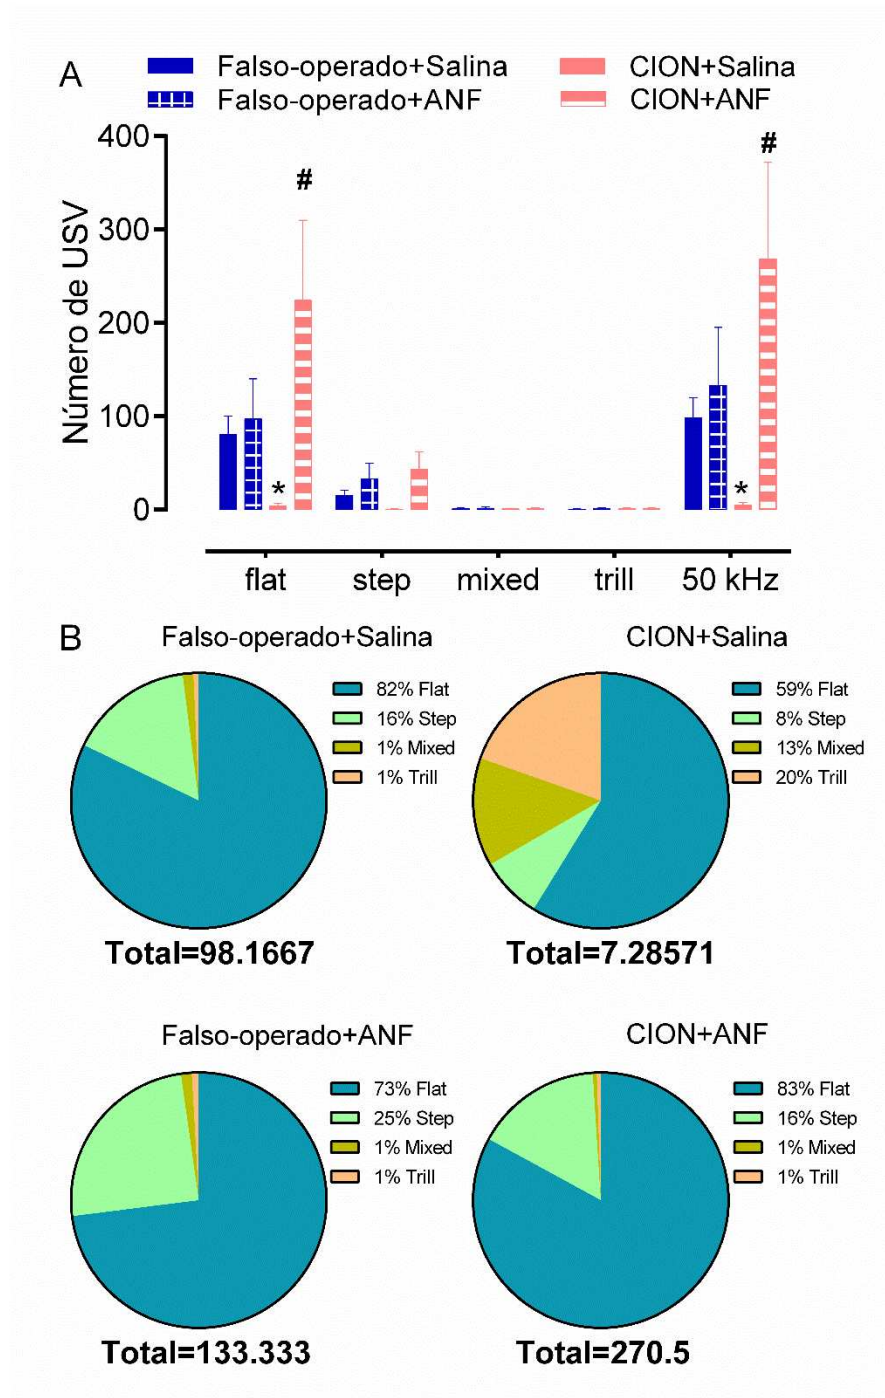 A
Falso-operado+Salina
CION+Salina
Falso-operado+ANF
CION+ANF
Número de USV
400
300
200
100
0
#
#
*
*
flat step mixed trill 50 kHz
B
Falso-operado+Salina
82% Flat
16% Step
1% Mixed
1% Trill
Total=98.1667
CION+Salina
59% Flat
8% Step
13% Mixed
20% Trill
Total=7.28571
Falso-operado+ANF
73% Flat
25% Step
1% Mixed
1% Trill
Total=133.333
CION+ANF
83% Flat
16% Step
1% Mixed
1% Trill
Total=270.5